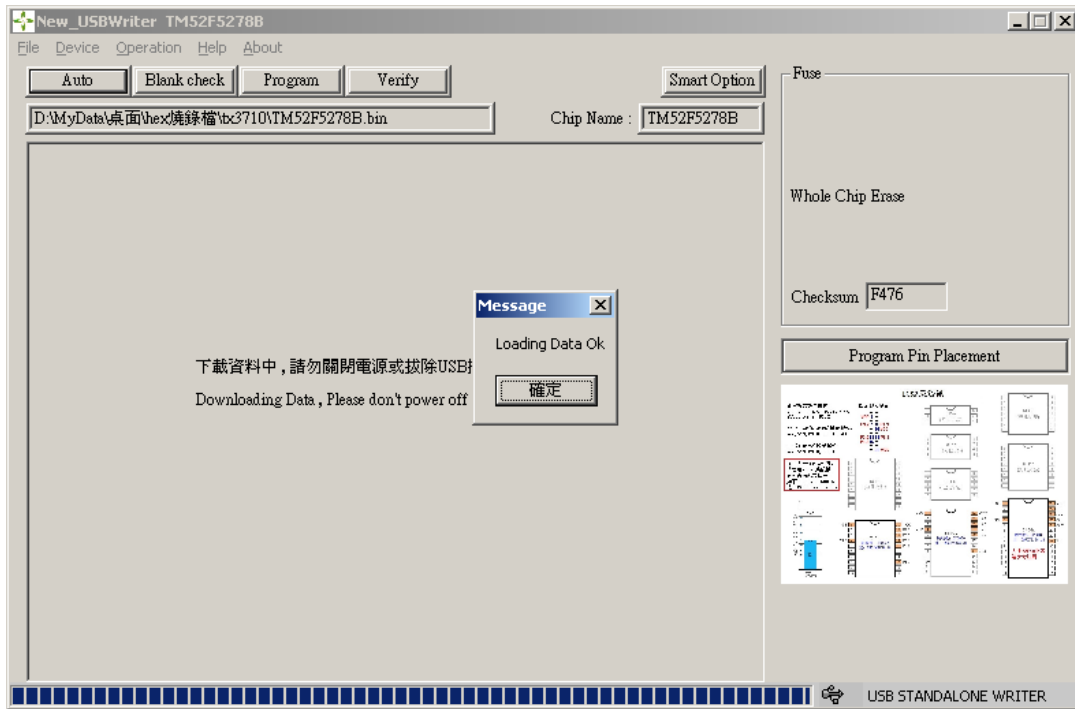 New_USBWriter TM52F5278B
File Device Operation Help About
Auto Blank check Program Verify Smart Option
D:\MyData\桌面\hex燒錄檔\tx3710\TM52F5278B.bin
Chip Name : TM52F5278B
Fuse
Whole Chip Erase
Checksum F476
Message
Loading Data Ok
確定
下載資料中 , 請勿關閉電源或拔除USB
Downloading Data , Please don't power off
Program Pin Placement
USB STANDALONE WRITER